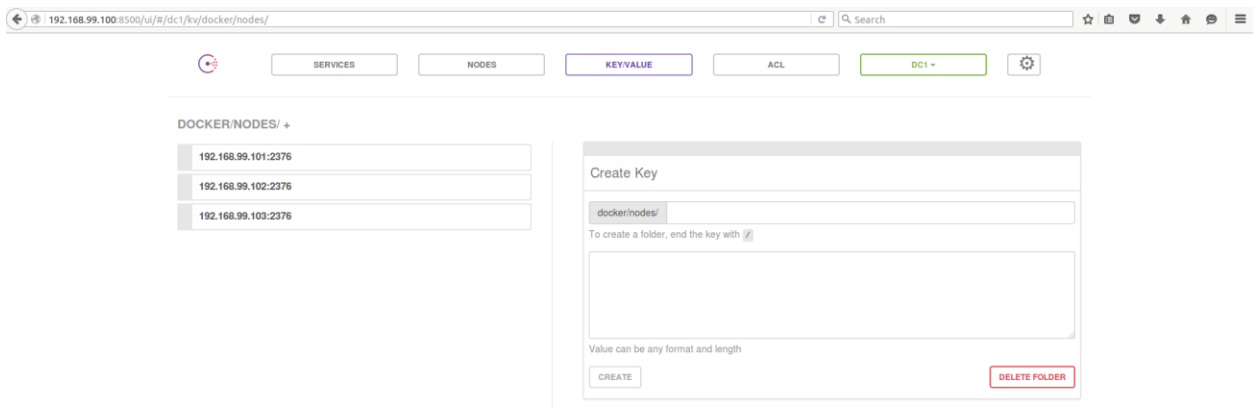 192.168.99.100:8500/ui/#/dc1/kv/docker/nodes/
Search
SERVICES
NODES
KEY/VALUE
ACL
DC1
DOCKER/NODES/ +
192.168.99.101:2376
192.168.99.102:2376
192.168.99.103:2376
Create Key
docker/nodes/
To create a folder, end the key with /
Value can be any format and length
CREATE
DELETE FOLDER